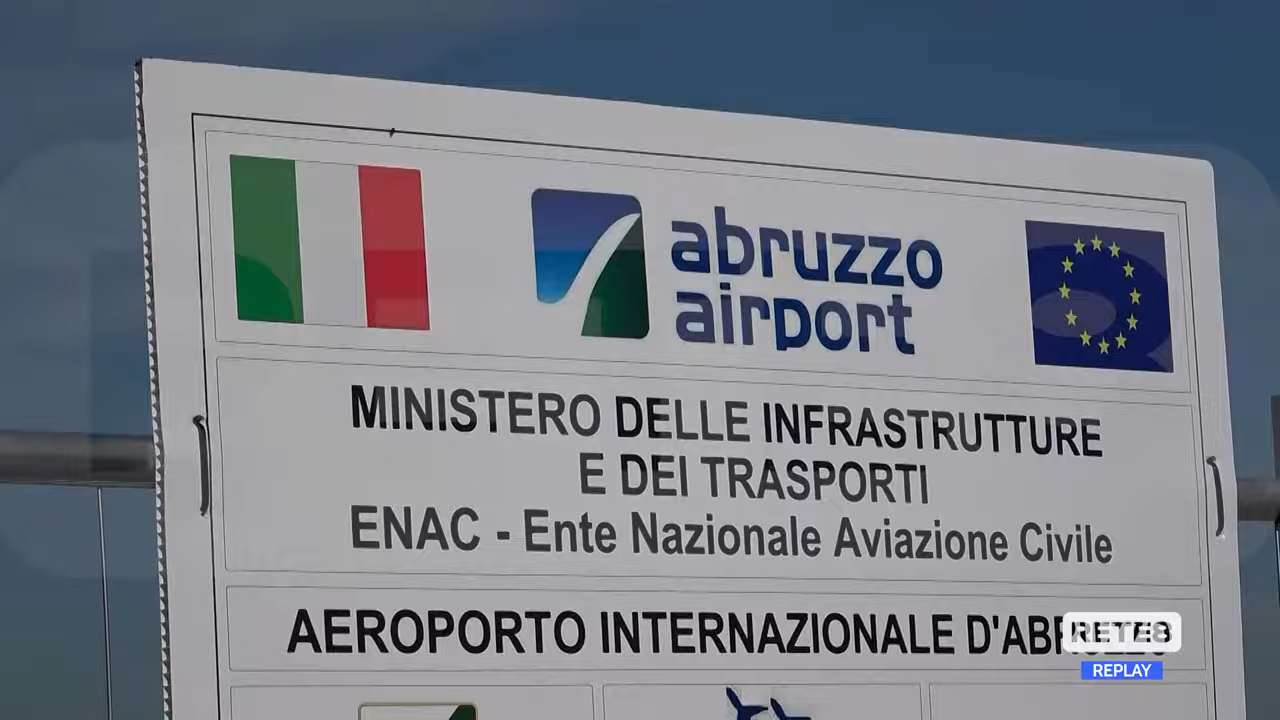 abruzzo
airport
MINISTERO DELLE INFRASTRUTTURE
E DEI TRASPORTI
ENAC - Ente Nazionale Aviazione Civile
AEROPORTO INTERNAZIONALE D'ABRUZZO
RETE8
REPLAY